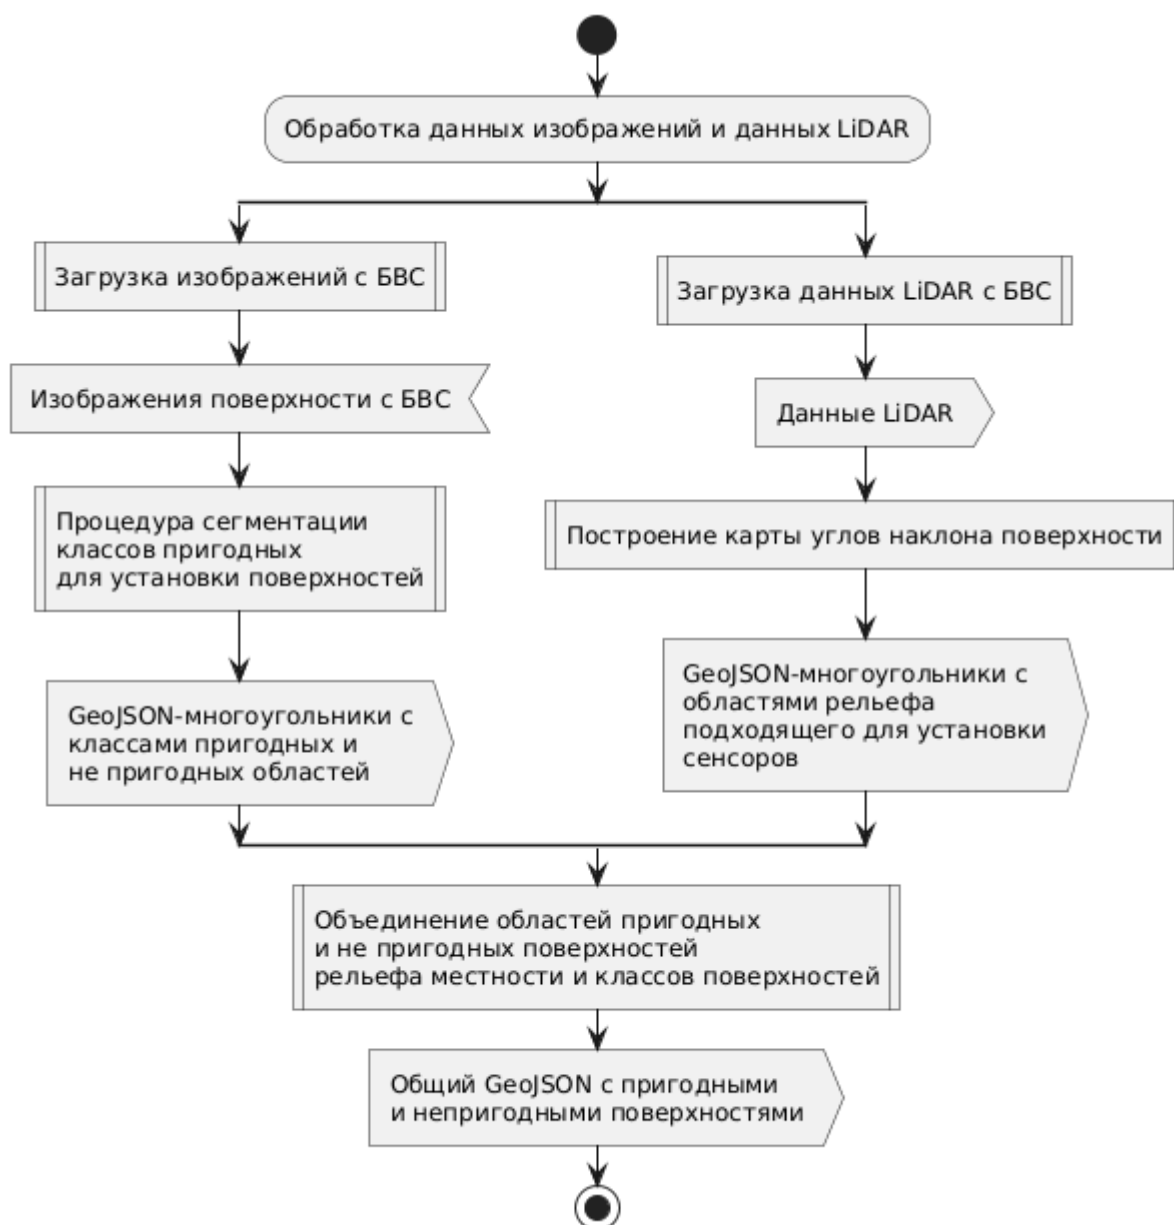 Обработка данных изображений и данных LiDAR
Загрузка изображений с БВС
Изображения поверхности с БВС
Процедура сегментации
классов пригодных
для установки поверхностей
GeoJSON-многоугольники с
классами пригодных и
не пригодных областей
Загрузка данных LiDAR с БВС
Данные LiDAR
Построение карты углов наклона поверхности
GeoJSON-многоугольники с
областями рельефа
подходящего для установки
сенсоров
Объединение областей пригодных
и не пригодных поверхностей
рельефа местности и классов поверхностей
Общий GeoJSON с пригодными
и непригодными поверхностями